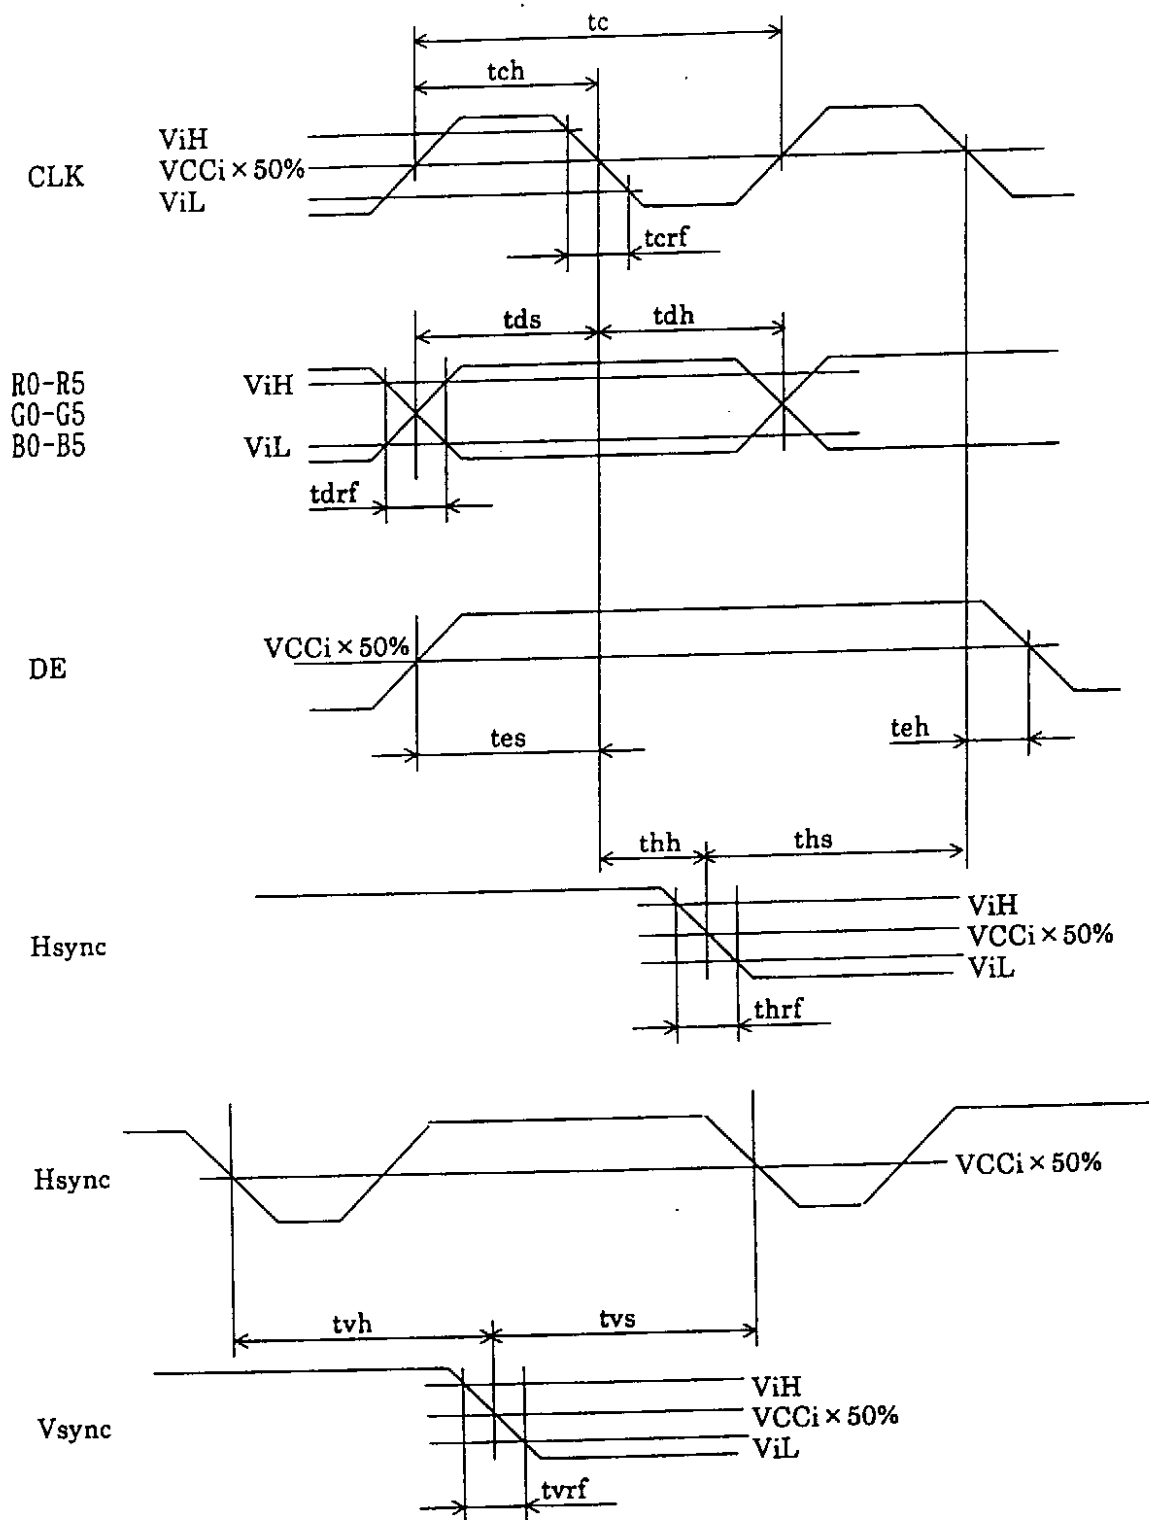 tc
tch
ViH
CLK
VCCi×50%
ViL
tcrf
tds
tdh
R0-R5
ViH
G0-G5
B0-B5
ViL
tdrf
VCCi×50%
DE
tes
teh
thh
ths
ViH
Hsync
VCCi×50%
ViL
thrf
Hsync
VCCi×50%
tvh
tvs
ViH
Vsync
VCCi×50%
ViL
tvrf